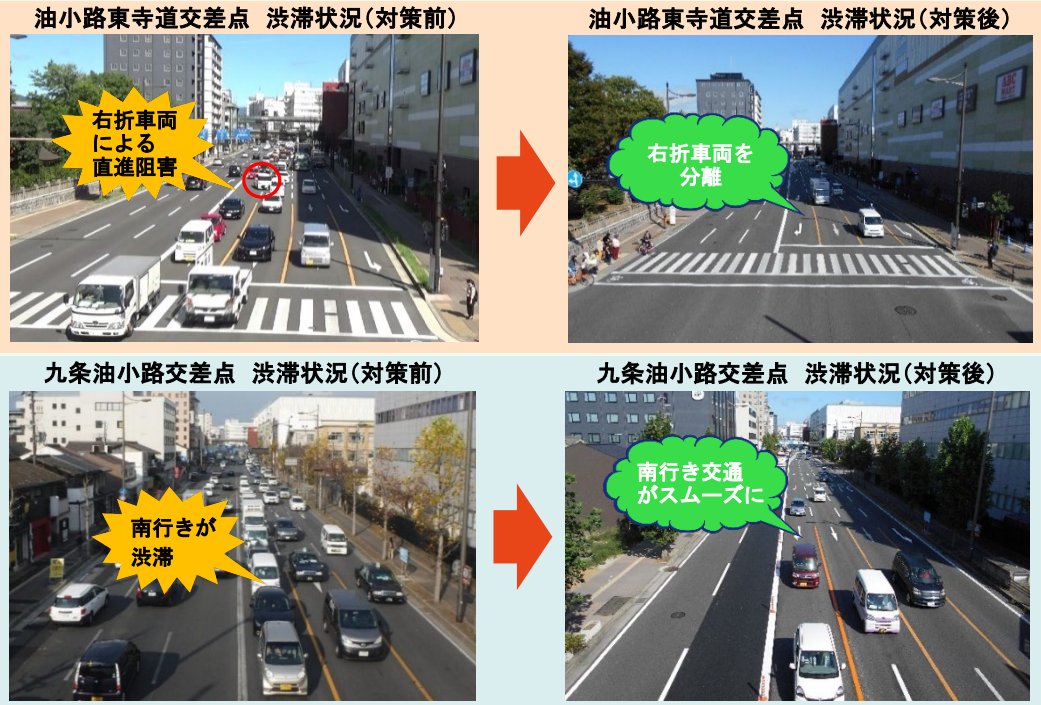 油小路東寺道交差点　渋滞状況（対策前）
油小路東寺道交差点　渋滞状況（対策後）
右折車両
による
直進阻害
右折車両を
分離
九条油小路交差点　渋滞状況（対策前）
九条油小路交差点　渋滞状況（対策後）
南行きが
渋滞
南行き交通
がスムーズに